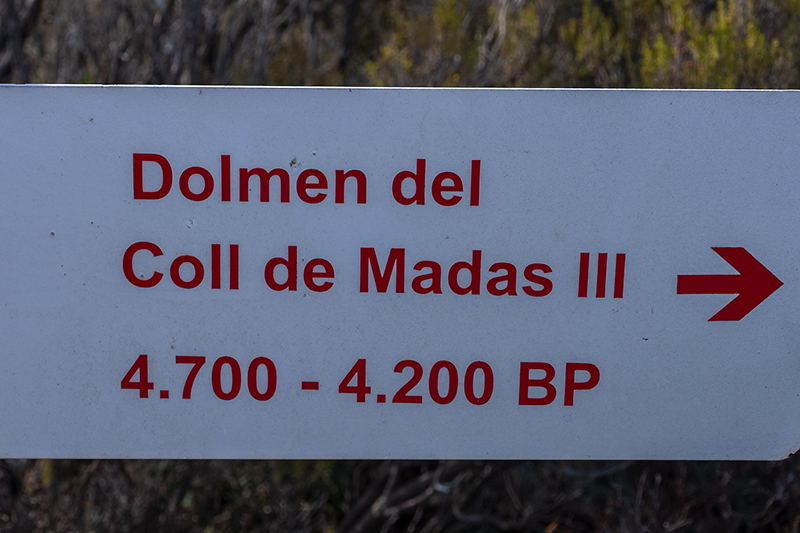 Dolmen del
Coll de Madas III
4.700 - 4.200 BP